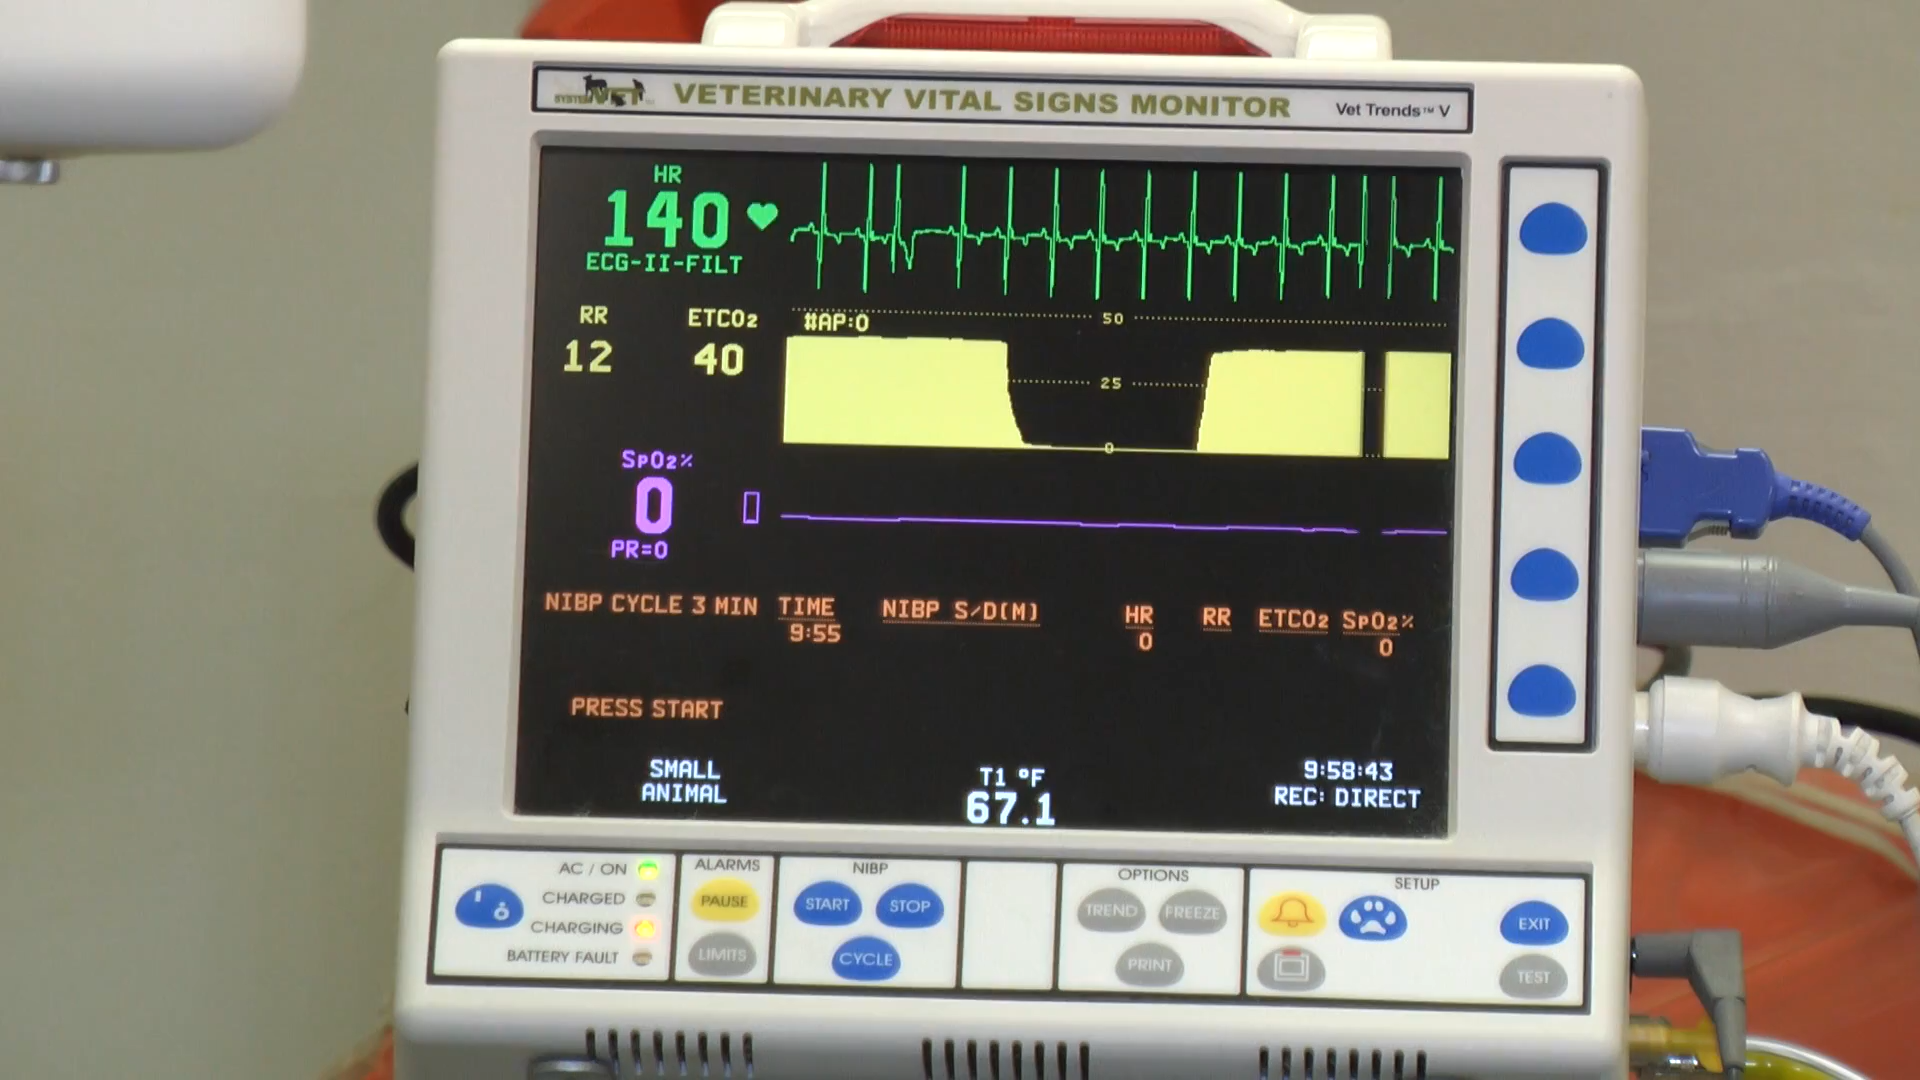 SYSTEM VET VETERINARY VITAL SIGNS MONITOR Vet Trends™ V
HR
140
ECG-II-FILT
RR ETCO2
12 40
#AP:0
50
25
0
SpO2%
0
PR=0
NIBP CYCLE 3 MIN TIME NIBP S/D(M) HR RR ETCO2 SpO2%
9:55 0 0
PRESS START
SMALL
ANIMAL
T1 °F
67.1
9:58:43
REC: DIRECT
AC / ON
CHARGED
CHARGING
BATTERY FAULT
ALARMS
PAUSE
LIMITS
NIBP
START STOP
CYCLE
OPTIONS
TREND FREEZE
PRINT
SETUP
EXIT
TEST